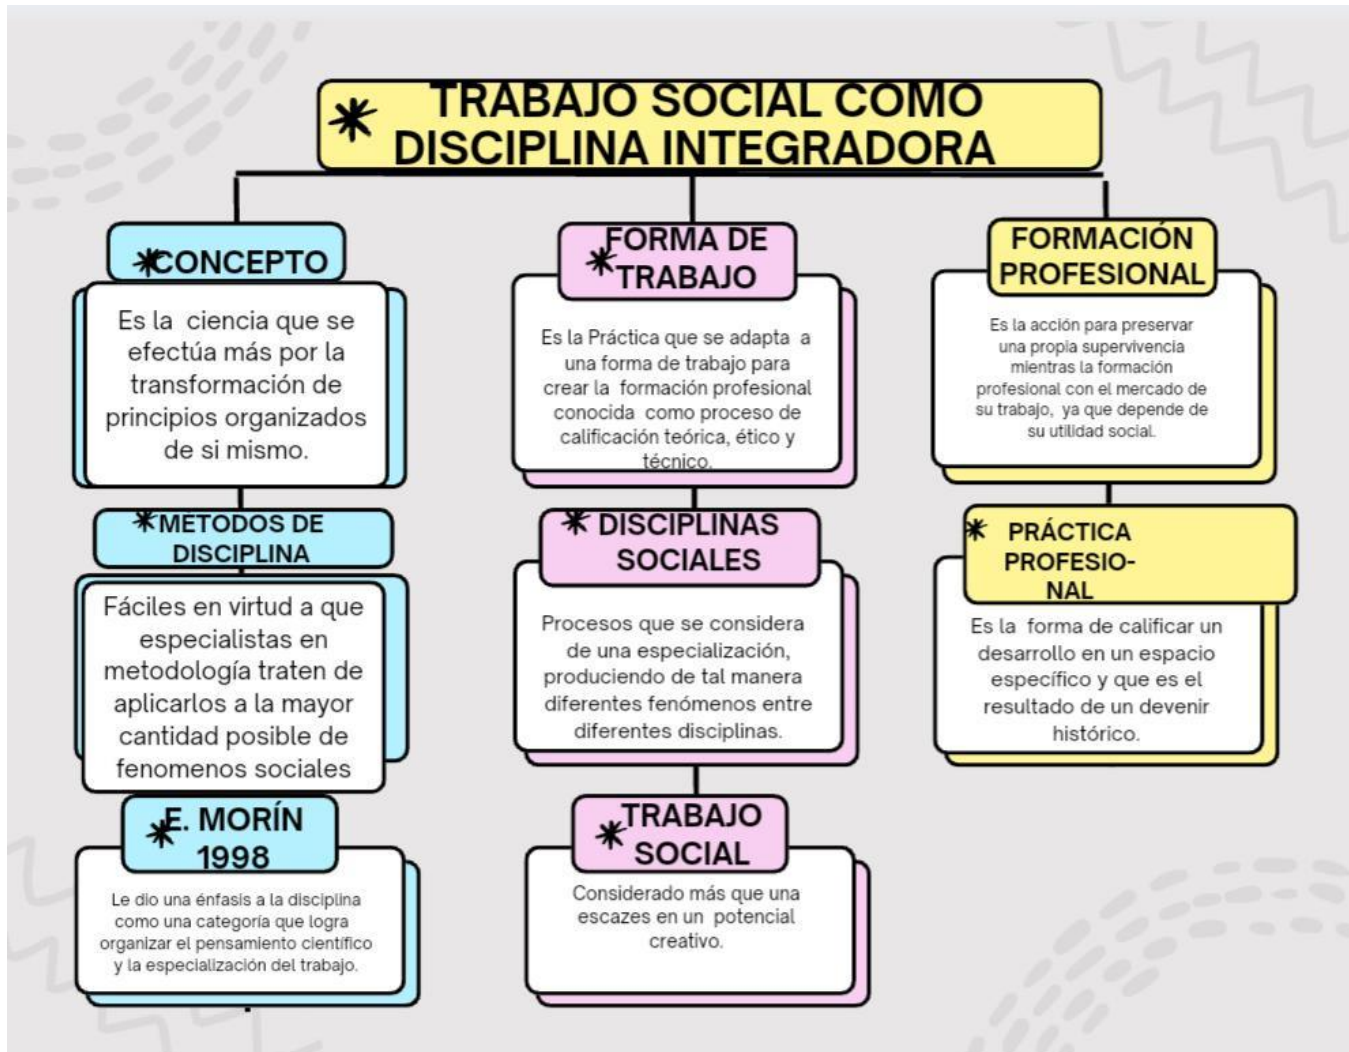 TRABAJO SOCIAL COMO
DISCIPLINA INTEGRADORA
CONCEPTO
Es la ciencia que se
efectúa más por la
transformación de
principios organizados
de si mismo.
MÉTODOS DE
DISCIPLINA
Fáciles en virtud a que
especialistas en
metodología traten de
aplicarlos a la mayor
cantidad posible de
fenomenos sociales
E. MORÍN
1998
Le dio una énfasis a la disciplina
como una categoría que logra
organizar el pensamiento científico
y la especialización del trabajo.
FORMA DE
TRABAJO
Es la Práctica que se adapta a
una forma de trabajo para
crear la formación profesional
conocida como proceso de
calificación teórica, ético y
técnico.
DISCIPLINAS
SOCIALES
Procesos que se considera
de una especialización,
produciendo de tal manera
diferentes fenómenos entre
diferentes disciplinas.
TRABAJO
SOCIAL
Considerado más que una
escazes en un potencial
creativo.
FORMACIÓN
PROFESIONAL
Es la acción para preservar
una propia supervivencia
mientras la formación
profesional con el mercado de
su trabajo, ya que depende de
su utilidad social.
PRÁCTICA
PROFESIO-
NAL
Es la forma de calificar un
desarrollo en un espacio
específico y que es el
resultado de un devenir
histórico.